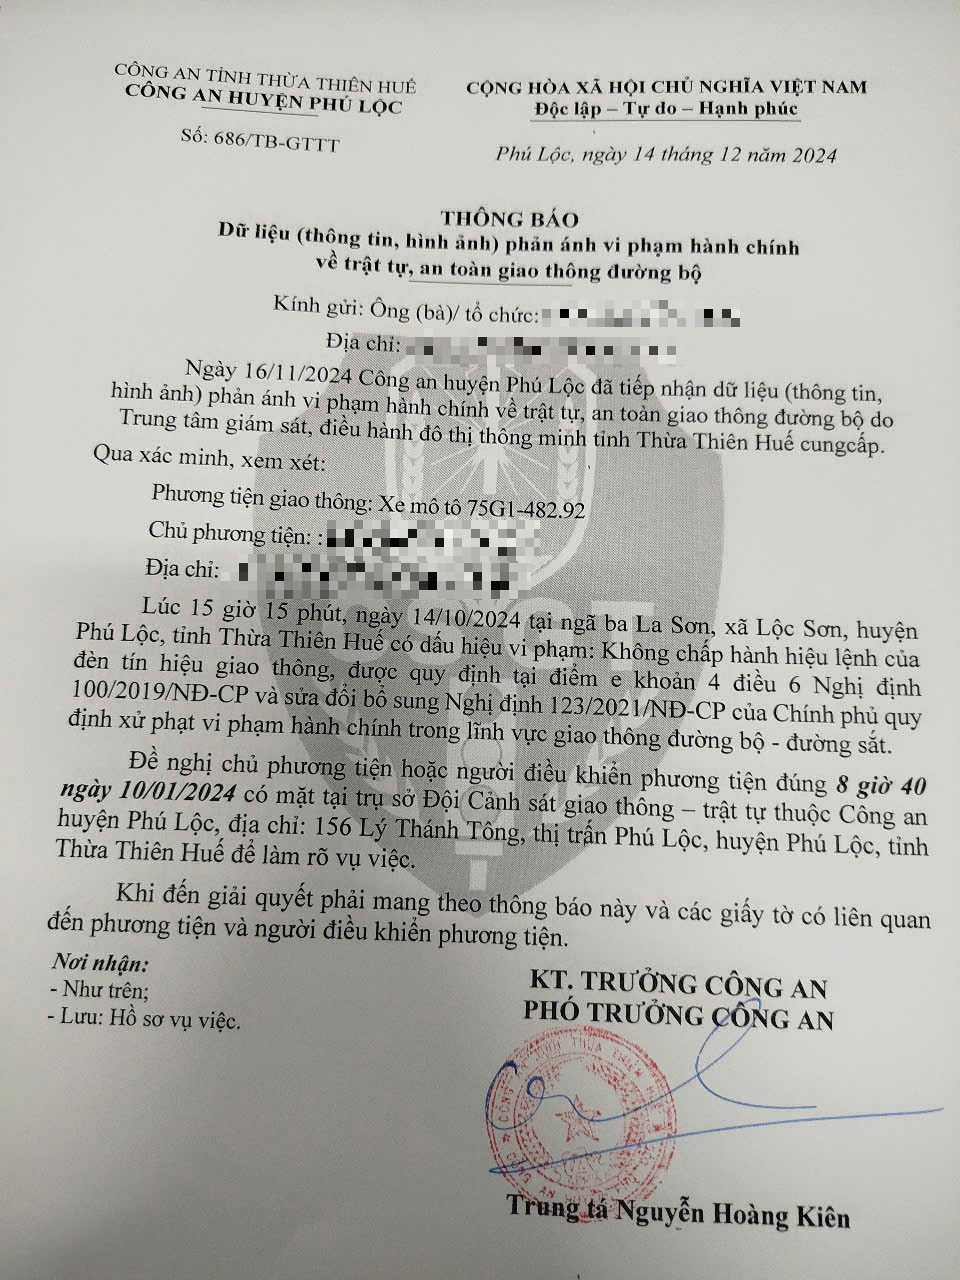 CÔNG AN TỈNH THỪA THIÊN HUẾ
CÔNG AN HUYỆN PHÚ LỘC
Số: 686/TB-GTTT
CỘNG HÒA XÃ HỘI CHỦ NGHĨA VIỆT NAM
Độc lập – Tự do – Hạnh phúc
Phú Lộc, ngày 14 tháng 12 năm 2024
THÔNG BÁO
Dữ liệu (thông tin, hình ảnh) phản ánh vi phạm hành chính
về trật tự, an toàn giao thông đường bộ
Kính gửi: Ông (bà)/ tổ chức:
Địa chỉ:
Ngày 16/11/2024 Công an huyện Phú Lộc đã tiếp nhận dữ liệu (thông tin,
hình ảnh) phản ánh vi phạm hành chính về trật tự, an toàn giao thông đường bộ do
Trung tâm giám sát, điều hành đô thị thông minh tỉnh Thừa Thiên Huế cungcấp.
Qua xác minh, xem xét:
Phương tiện giao thông: Xe mô tô 75G1-482.92
Chủ phương tiện: :
Địa chỉ:
Lúc 15 giờ 15 phút, ngày 14/10/2024 tại ngã ba La Sơn, xã Lộc Sơn, huyện
Phú Lộc, tỉnh Thừa Thiên Huế có dấu hiệu vi phạm: Không chấp hành hiệu lệnh của
đèn tín hiệu giao thông, được quy định tại điểm e khoản 4 điều 6 Nghị định
100/2019/NĐ-CP và sửa đổi bổ sung Nghị định 123/2021/NĐ-CP của Chính phủ quy
định xử phạt vi phạm hành chính trong lĩnh vực giao thông đường bộ - đường sắt.
Đề nghị chủ phương tiện hoặc người điều khiển phương tiện đúng 8 giờ 40
ngày 10/01/2024 có mặt tại trụ sở Đội Cảnh sát giao thông – trật tự thuộc Công an
huyện Phú Lộc, địa chỉ: 156 Lý Thánh Tông, thị trấn Phú Lộc, huyện Phú Lộc, tỉnh
Thừa Thiên Huế để làm rõ vụ việc.
Khi đến giải quyết phải mang theo thông báo này và các giấy tờ có liên quan
đến phương tiện và người điều khiển phương tiện.
Nơi nhận:
- Như trên;
- Lưu: Hồ sơ vụ việc.
KT. TRƯỞNG CÔNG AN
PHÓ TRƯỞNG CÔNG AN
Trung tá Nguyễn Hoàng Kiên